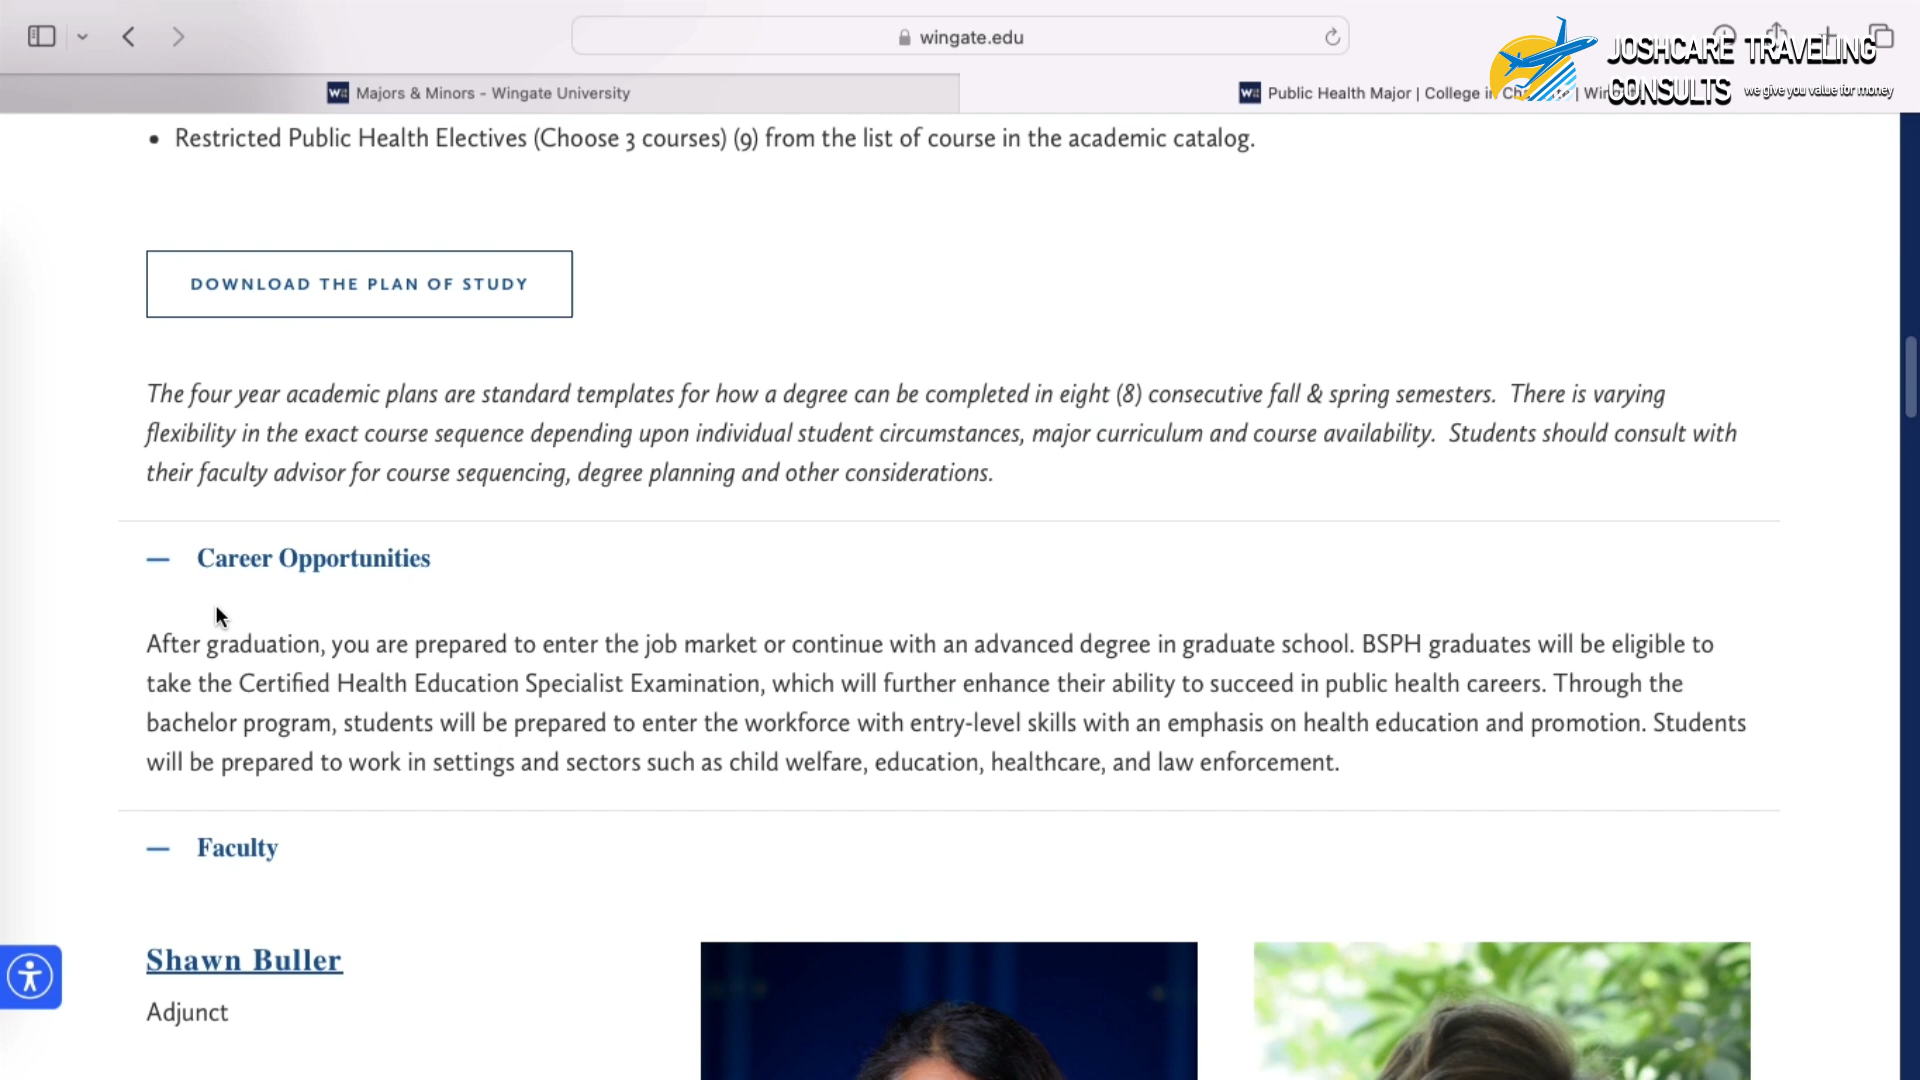 wingate.edu
JOSHCARE TRAVELING
CONSULTS we give you value for money
Majors & Minors - Wingate University
Public Health Major | College in
• Restricted Public Health Electives (Choose 3 courses) (9) from the list of course in the academic catalog.
DOWNLOAD THE PLAN OF STUDY
The four year academic plans are standard templates for how a degree can be completed in eight (8) consecutive fall & spring semesters. There is varying
flexibility in the exact course sequence depending upon individual student circumstances, major curriculum and course availability. Students should consult with
their faculty advisor for course sequencing, degree planning and other considerations.
— Career Opportunities
After graduation, you are prepared to enter the job market or continue with an advanced degree in graduate school. BSPH graduates will be eligible to
take the Certified Health Education Specialist Examination, which will further enhance their ability to succeed in public health careers. Through the
bachelor program, students will be prepared to enter the workforce with entry-level skills with an emphasis on health education and promotion. Students
will be prepared to work in settings and sectors such as child welfare, education, healthcare, and law enforcement.
— Faculty
Shawn Buller
Adjunct